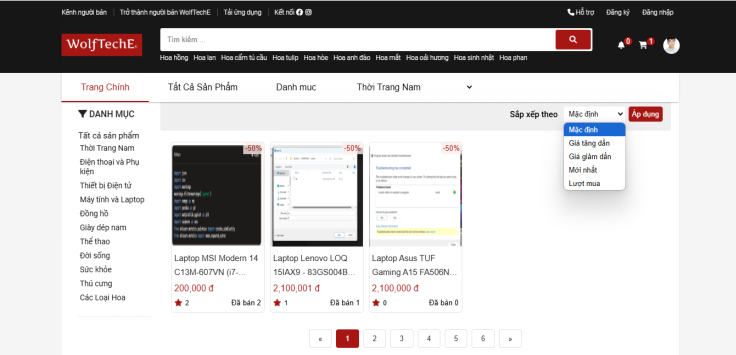 Kênh người bán | Trở thành người bán WolfTechE | Tải ứng dụng | Kết nối
Hỗ trợ Đăng ký Đăng nhập
WolfTechE
Tìm kiếm ...
0 1
Hoa hồng Hoa lan Hoa cẩm tú cầu Hoa tulip Hoa hòe Hoa anh đào Hoa mắt Hoa oải hương Hoa sinh nhật Hoa phan
Trang Chính Tất Cả Sản Phẩm Danh mục Thời Trang Nam
DANH MỤC
Tất cả sản phẩm
Thời Trang Nam
Điện thoại và Phụ
kiện
Thiết bị Điện tử
Máy tính và Laptop
Đồng hồ
Giày dép nam
Thể thao
Đời sống
Sức khỏe
Thú cưng
Các Loại Hoa
Sắp xếp theo Mặc định Áp dụng
Mặc định
Giá tăng dần
Giá giảm dần
Mới nhất
Lượt mua
-50%
Laptop MSI Modern 14
C13M-607VN (i7-...
200,000 đ
2 Đã bán 2
-50%
Laptop Lenovo LOQ
15IAX9 - 83GS004B...
2,100,001 đ
1 Đã bán 1
-50%
Laptop Asus TUF
Gaming A15 FA506N...
2,100,000 đ
0 Đã bán 0
« 1 2 3 4 5 6 »